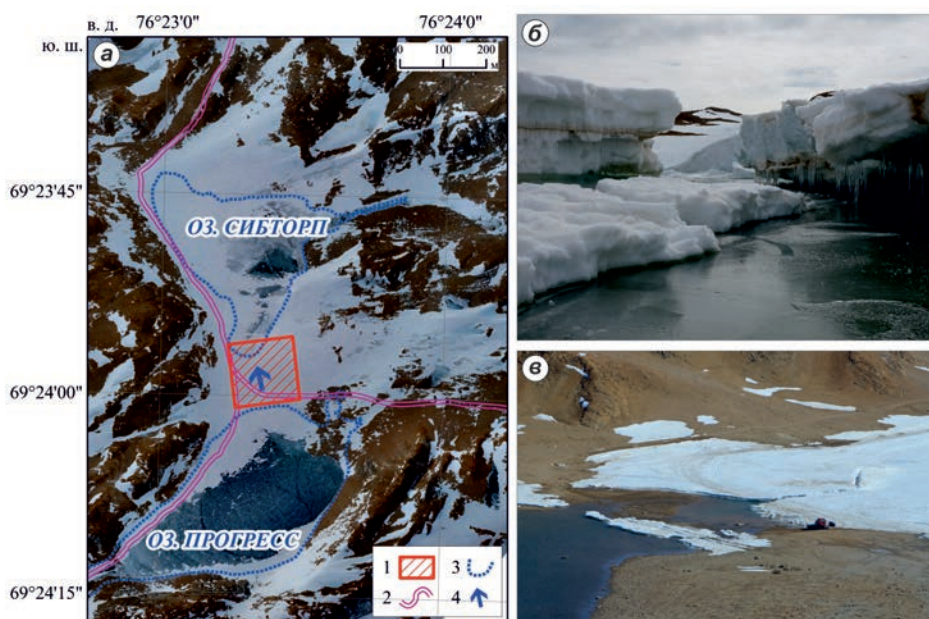 в. д. 76°23'0" 76°24'0"
ю. ш.
а
0 100 200
м
69°23'45"
ОЗ. СИБТОРП
69°24'00"
ОЗ. ПРОГРЕСС
1 3
2 4
69°24'15"
б
в